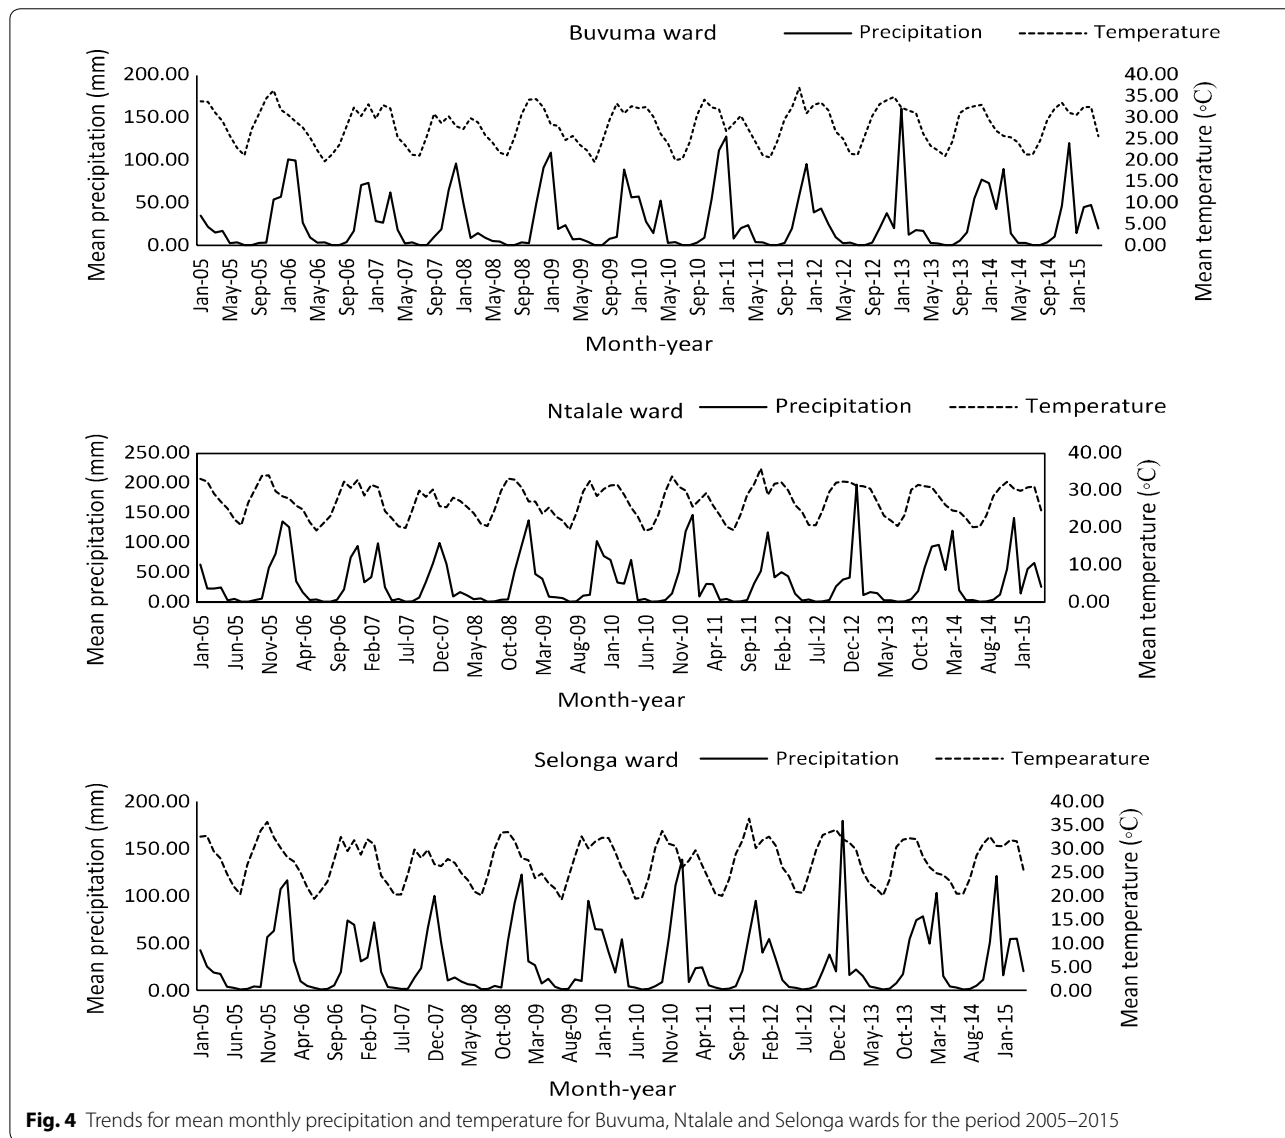 Buvuma ward Precipitation Temperature
Mean precipitation (mm)
200.00
150.00
100.00
50.00
0.00
40.00
35.00
30.00
25.00
20.00
15.00
10.00
5.00
0.00
Mean temperature (°C)
Jan-05 May-05 Sep-05 Jan-06 May-06 Sep-06 Jan-07 May-07 Sep-07 Jan-08 May-08 Sep-08 Jan-09 May-09 Sep-09 Jan-10 May-10 Sep-10 Jan-11 May-11 Sep-11 Jan-12 May-12 Sep-12 Jan-13 May-13 Sep-13 Jan-14 May-14 Sep-14 Jan-15
Month-year
Ntalale ward Precipitation Temperature
Mean precipitation (mm)
250.00
200.00
150.00
100.00
50.00
0.00
40.00
30.00
20.00
10.00
0.00
Mean temperature (°C)
Jan-05 Jun-05 Nov-05 Apr-06 Sep-06 Feb-07 Jul-07 Dec-07 May-08 Oct-08 Mar-09 Aug-09 Jan-10 Jun-10 Nov-10 Apr-11 Sep-11 Feb-12 Jul-12 Dec-12 May-13 Oct-13 Mar-14 Aug-14 Jan-15
Month-year
Selonga ward Precipitation Tempearature
Mean precipitation (mm)
200.00
150.00
100.00
50.00
0.00
40.00
35.00
30.00
25.00
20.00
15.00
10.00
5.00
0.00
Mean temperature (°C)
Jan-05 Jun-05 Nov-05 Apr-06 Sep-06 Feb-07 Jul-07 Dec-07 May-08 Oct-08 Mar-09 Aug-09 Jan-10 Jun-10 Nov-10 Apr-11 Sep-11 Feb-12 Jul-12 Dec-12 May-13 Oct-13 Mar-14 Aug-14 Jan-15
Month-year
Fig. 4 Trends for mean monthly precipitation and temperature for Buvuma, Ntalale and Selonga wards for the period 2005–2015